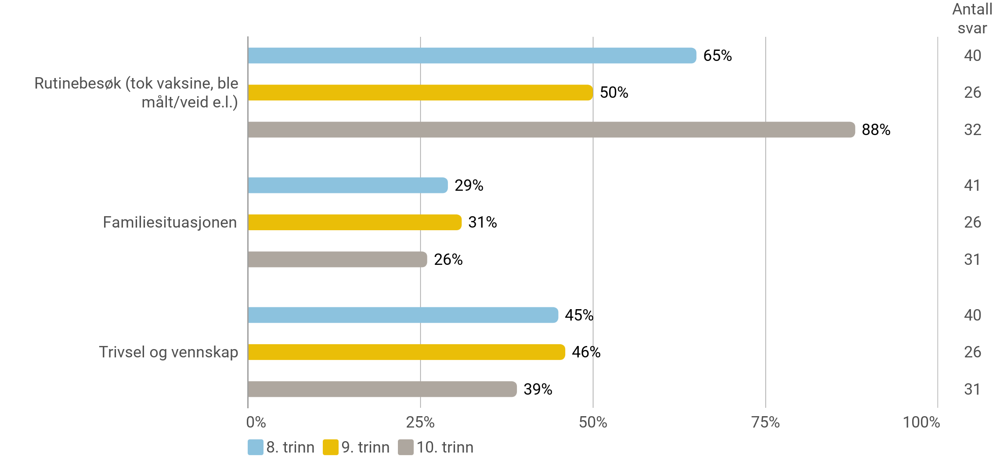 Antall
svar
65%
40
Rutinebesøk (tok vaksine, ble
målt/veid e.l.)
50%
26
88%
32
29%
41
Familiesituasjonen
31%
26
26%
31
45%
40
Trivsel og vennskap
46%
26
39%
31
0% 25% 50% 75% 100%
8. trinn 9. trinn 10. trinn